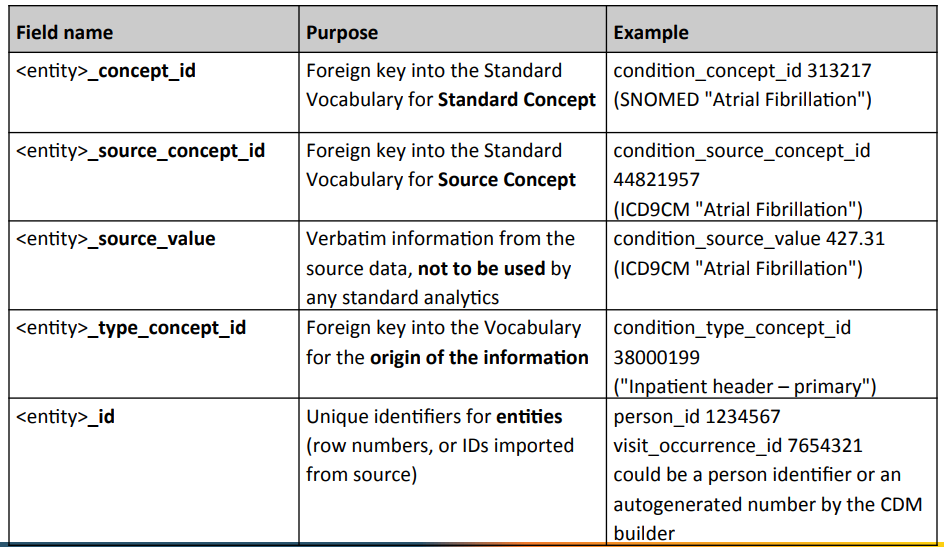 Field name
Purpose
Example
<entity>_concept_id
Foreign key into the Standard
Vocabulary for Standard Concept
condition_concept_id 313217
(SNOMED "Atrial Fibrillation")
<entity>_source_concept_id
Foreign key into the Standard
Vocabulary for Source Concept
condition_source_concept_id
44821957
(ICD9CM "Atrial Fibrillation")
<entity>_source_value
Verbatim information from the
source data, not to be used by
any standard analytics
condition_source_value 427.31
(ICD9CM "Atrial Fibrillation")
<entity>_type_concept_id
Foreign key into the Vocabulary
for the origin of the information
condition_type_concept_id
38000199
("Inpatient header – primary")
<entity>_id
Unique identifiers for entities
(row numbers, or IDs imported
from source)
person_id 1234567
visit_occurrence_id 7654321
could be a person identifier or an
autogenerated number by the CDM
builder